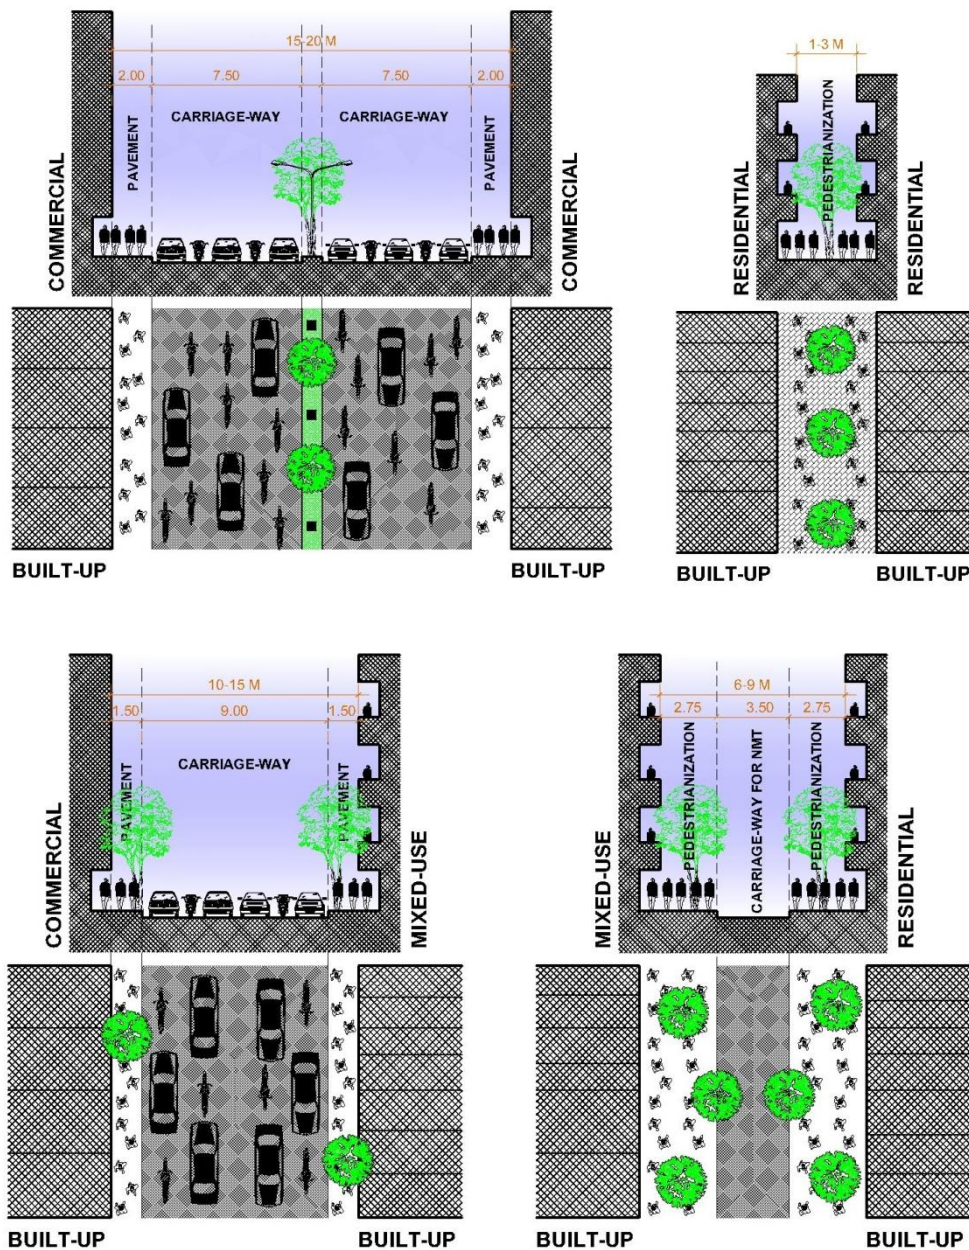 15-20 M
2.00
7.50
7.50
2.00
CARRIAGE-WAY
CARRIAGE-WAY
PAVEMENT
PAVEMENT
COMMERCIAL
COMMERCIAL
BUILT-UP
BUILT-UP
1-3 M
PEDESTRIANIZATION
RESIDENTIAL
RESIDENTIAL
BUILT-UP
BUILT-UP
10-15 M
1.50
9.00
1.50
CARRIAGE-WAY
PAVEMENT
PAVEMENT
COMMERCIAL
MIXED-USE
BUILT-UP
BUILT-UP
6-9 M
2.75
3.50
2.75
PEDESTRIANIZATION
CARRIAGE-WAY FOR NMT
PEDESTRIANIZATION
MIXED-USE
RESIDENTIAL
BUILT-UP
BUILT-UP